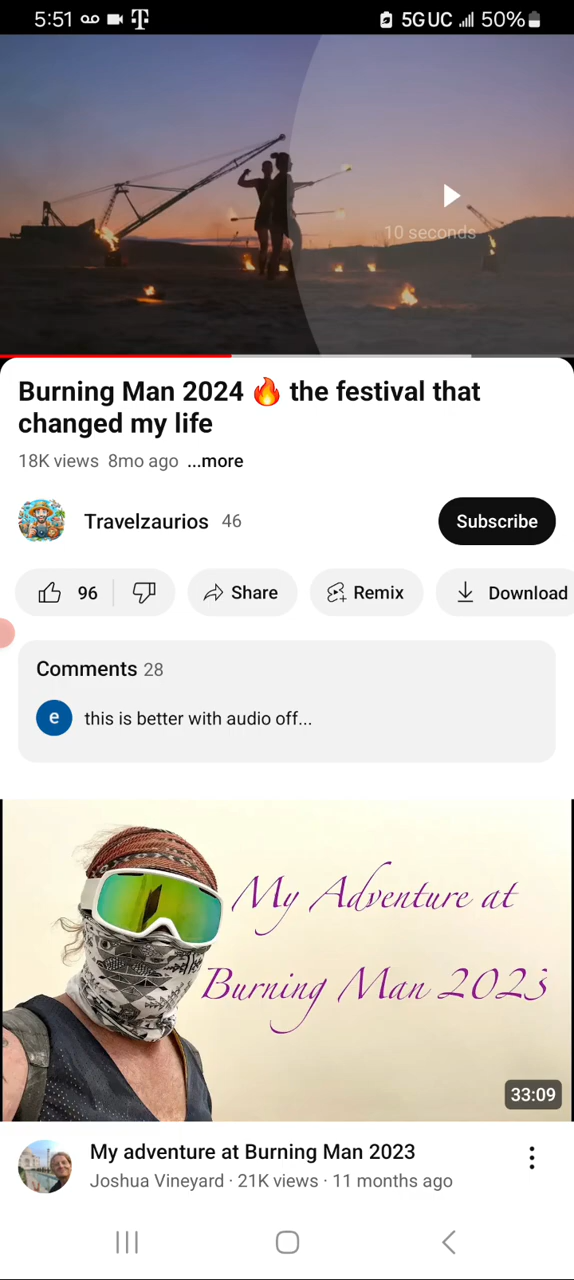 5:51
5G UC 50%
10 seconds
Burning Man 2024 🔥 the festival that
changed my life
18K views 8mo ago ...more
Travelzaurios 46
Subscribe
96 Share Remix Download
Comments 28
e this is better with audio off...
My Adventure at
Burning Man 2023
33:09
My adventure at Burning Man 2023
Joshua Vineyard · 21K views · 11 months ago